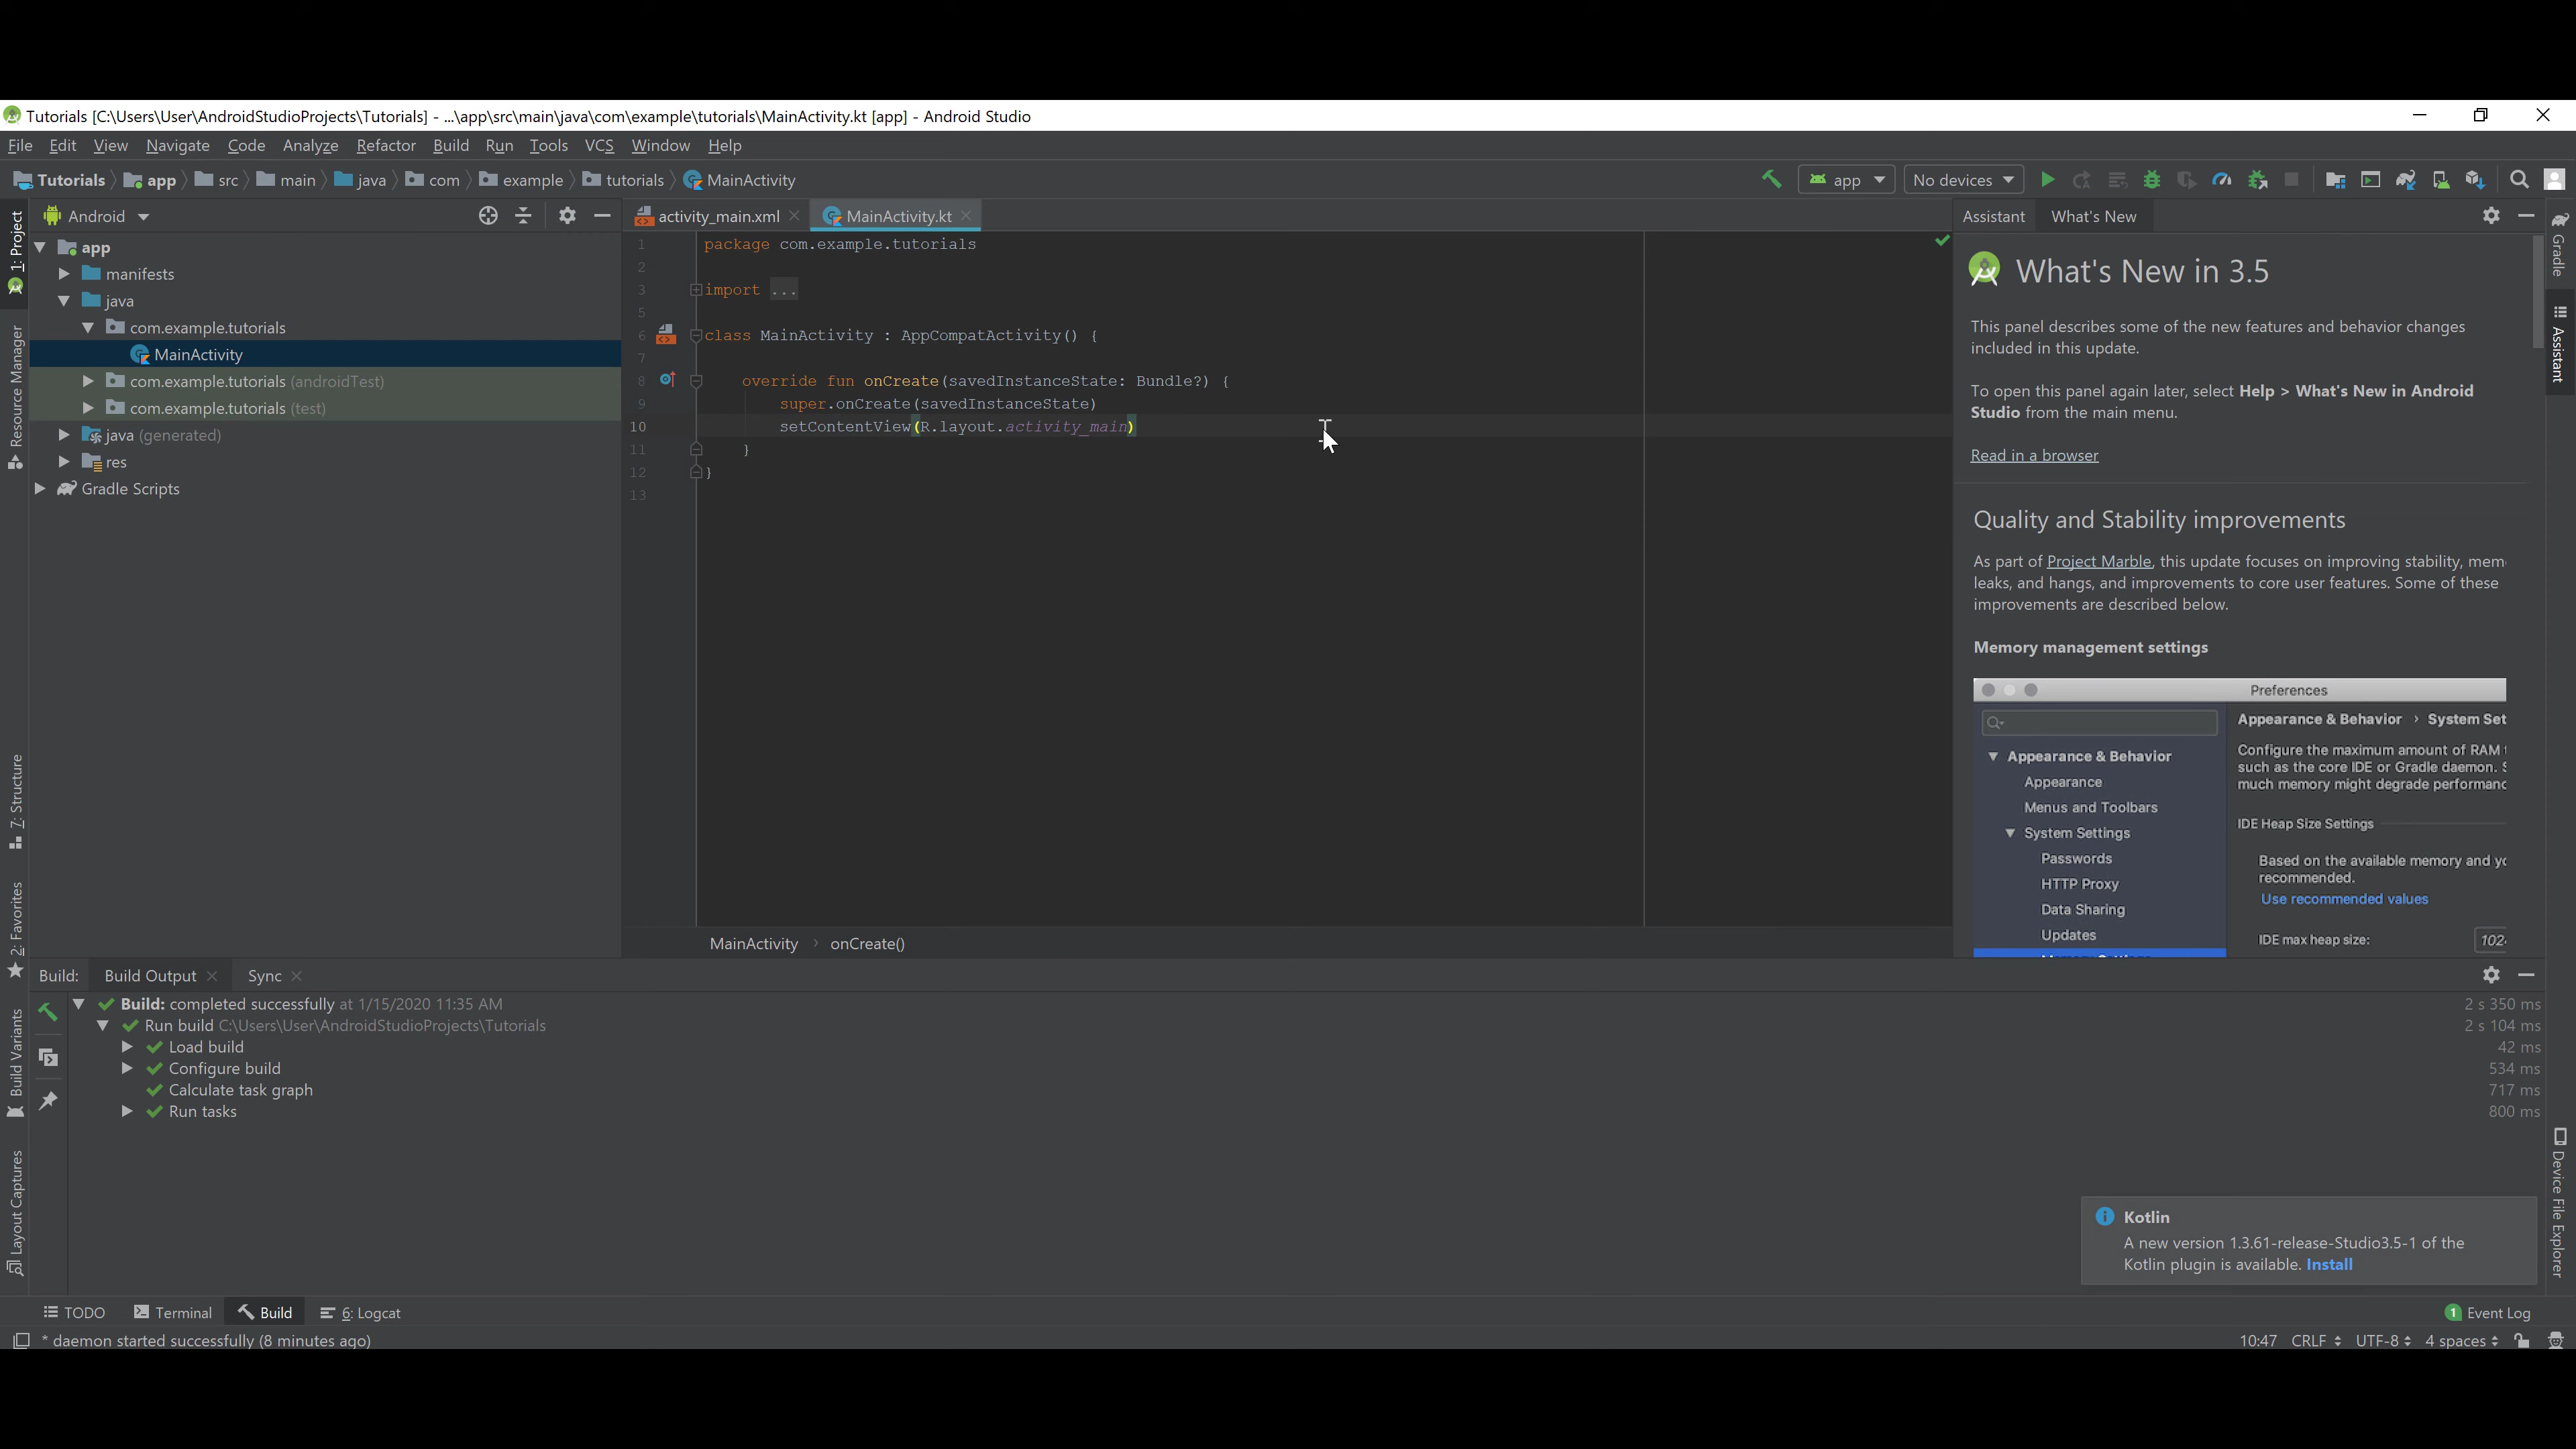 Tutorials [C:\Users\User\AndroidStudioProjects\Tutorials] - ...\app\src\main\java\com\example\tutorials\MainActivity.kt [app] - Android Studio
File Edit View Navigate Code Analyze Refactor Build Run Tools VCS Window Help
Tutorials app src main java com example tutorials MainActivity
app No devices
1: Project
Resource Manager
7: Structure
2: Favorites
Build Variants
Layout Captures
Android
app
manifests
java
com.example.tutorials
MainActivity
com.example.tutorials (androidTest)
com.example.tutorials (test)
java (generated)
res
Gradle Scripts
activity_main.xml MainActivity.kt
1 package com.example.tutorials
2
3 import ...
5
6 class MainActivity : AppCompatActivity() {
7
8 override fun onCreate(savedInstanceState: Bundle?) {
9 super.onCreate(savedInstanceState)
10 setContentView(R.layout.activity_main)
11 }
12 }
13
MainActivity › onCreate()
Assistant What's New
What's New in 3.5
This panel describes some of the new features and behavior changes
included in this update.
To open this panel again later, select Help > What's New in Android
Studio from the main menu.
Read in a browser
Quality and Stability improvements
As part of Project Marble, this update focuses on improving stability, mem
leaks, and hangs, and improvements to core user features. Some of these
improvements are described below.
Memory management settings
Preferences
Appearance & Behavior
Appearance
Menus and Toolbars
System Settings
Passwords
HTTP Proxy
Data Sharing
Updates
Appearance & Behavior › System Set
Configure the maximum amount of RAM
such as the core IDE or Gradle daemon. S
much memory might degrade performanc
IDE Heap Size Settings
Based on the available memory and yo
recommended.
Use recommended values
IDE max heap size: 102
Gradle
Assistant
Device File Explorer
Build: Build Output Sync
Build: completed successfully at 1/15/2020 11:35 AM 2 s 350 ms
Run build C:\Users\User\AndroidStudioProjects\Tutorials 2 s 104 ms
Load build 42 ms
Configure build 534 ms
Calculate task graph 717 ms
Run tasks 800 ms
Kotlin
A new version 1.3.61-release-Studio3.5-1 of the
Kotlin plugin is available. Install
TODO Terminal Build 6: Logcat 1 Event Log
* daemon started successfully (8 minutes ago) 10:47 CRLF UTF-8 4 spaces